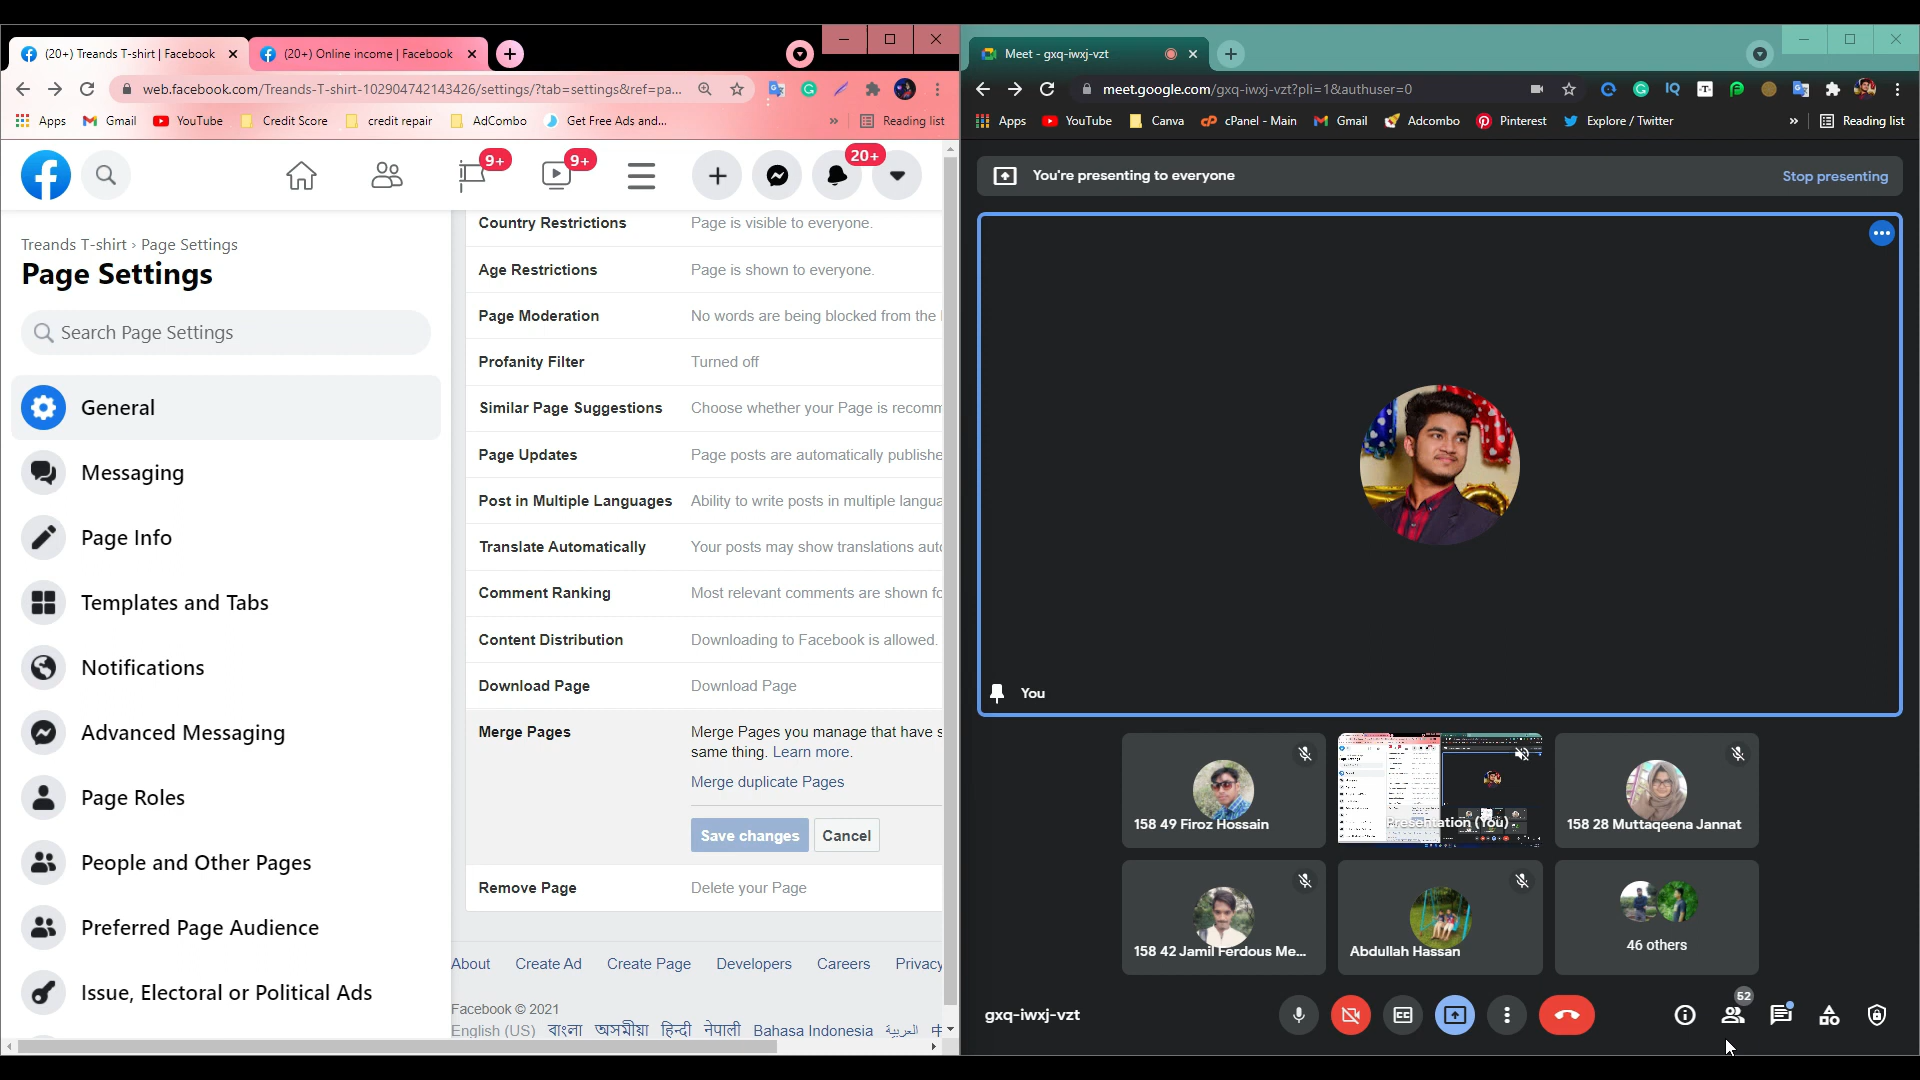 (20+) Treands T-shirt | Facebook
(20+) Online income | Facebook
web.facebook.com/Treands-T-shirt-102904742143426/settings/?tab=settings&ref=pa...
Apps
Gmail
YouTube
Credit Score
credit repair
AdCombo
Get Free Ads and...
»
Reading list
9+
9+
20+
Treands T-shirt › Page Settings
Page Settings
Search Page Settings
General
Messaging
Page Info
Templates and Tabs
Notifications
Advanced Messaging
Page Roles
People and Other Pages
Preferred Page Audience
Issue, Electoral or Political Ads
Country Restrictions Page is visible to everyone.
Age Restrictions Page is shown to everyone.
Page Moderation No words are being blocked from the
Profanity Filter Turned off
Similar Page Suggestions Choose whether your Page is recomm
Page Updates Page posts are automatically publishe
Post in Multiple Languages Ability to write posts in multiple langua
Translate Automatically Your posts may show translations aut
Comment Ranking Most relevant comments are shown fo
Content Distribution Downloading to Facebook is allowed.
Download Page Download Page
Merge Pages Merge Pages you manage that have s
same thing. Learn more.
Merge duplicate Pages
Save changes Cancel
Remove Page Delete your Page
About Create Ad Create Page Developers Careers Privacy
Facebook © 2021
English (US) বাংলা অসমীয়া हिन्दी नेपाली Bahasa Indonesia العربية 中
Meet - gxq-iwxj-vzt
meet.google.com/gxq-iwxj-vzt?pli=1&authuser=0
Apps
YouTube
Canva
cPanel - Main
Gmail
Adcombo
Pinterest
Explore / Twitter
»
Reading list
You're presenting to everyone
Stop presenting
You
158 49 Firoz Hossain
Presentation (You)
158 28 Muttaqeena Jannat
158 42 Jamil Ferdous Me...
Abdullah Hassan
46 others
gxq-iwxj-vzt
52